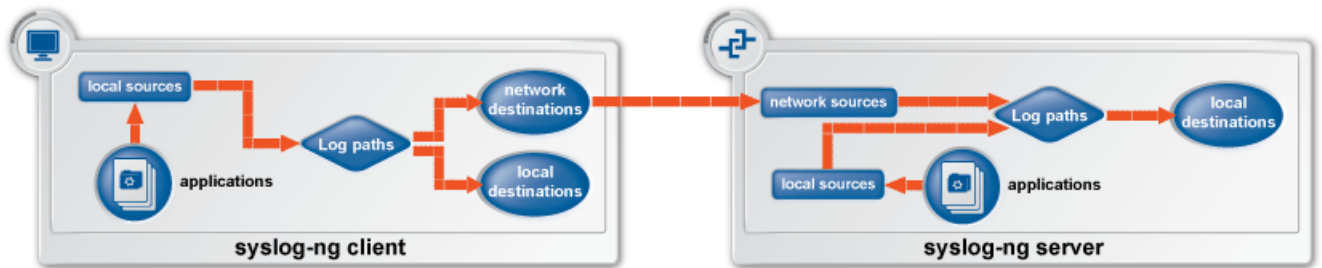 local sources
applications
Log paths
network
destinations
local
destinations
syslog-ng client
network sources
local sources
applications
Log paths
local
destinations
syslog-ng server